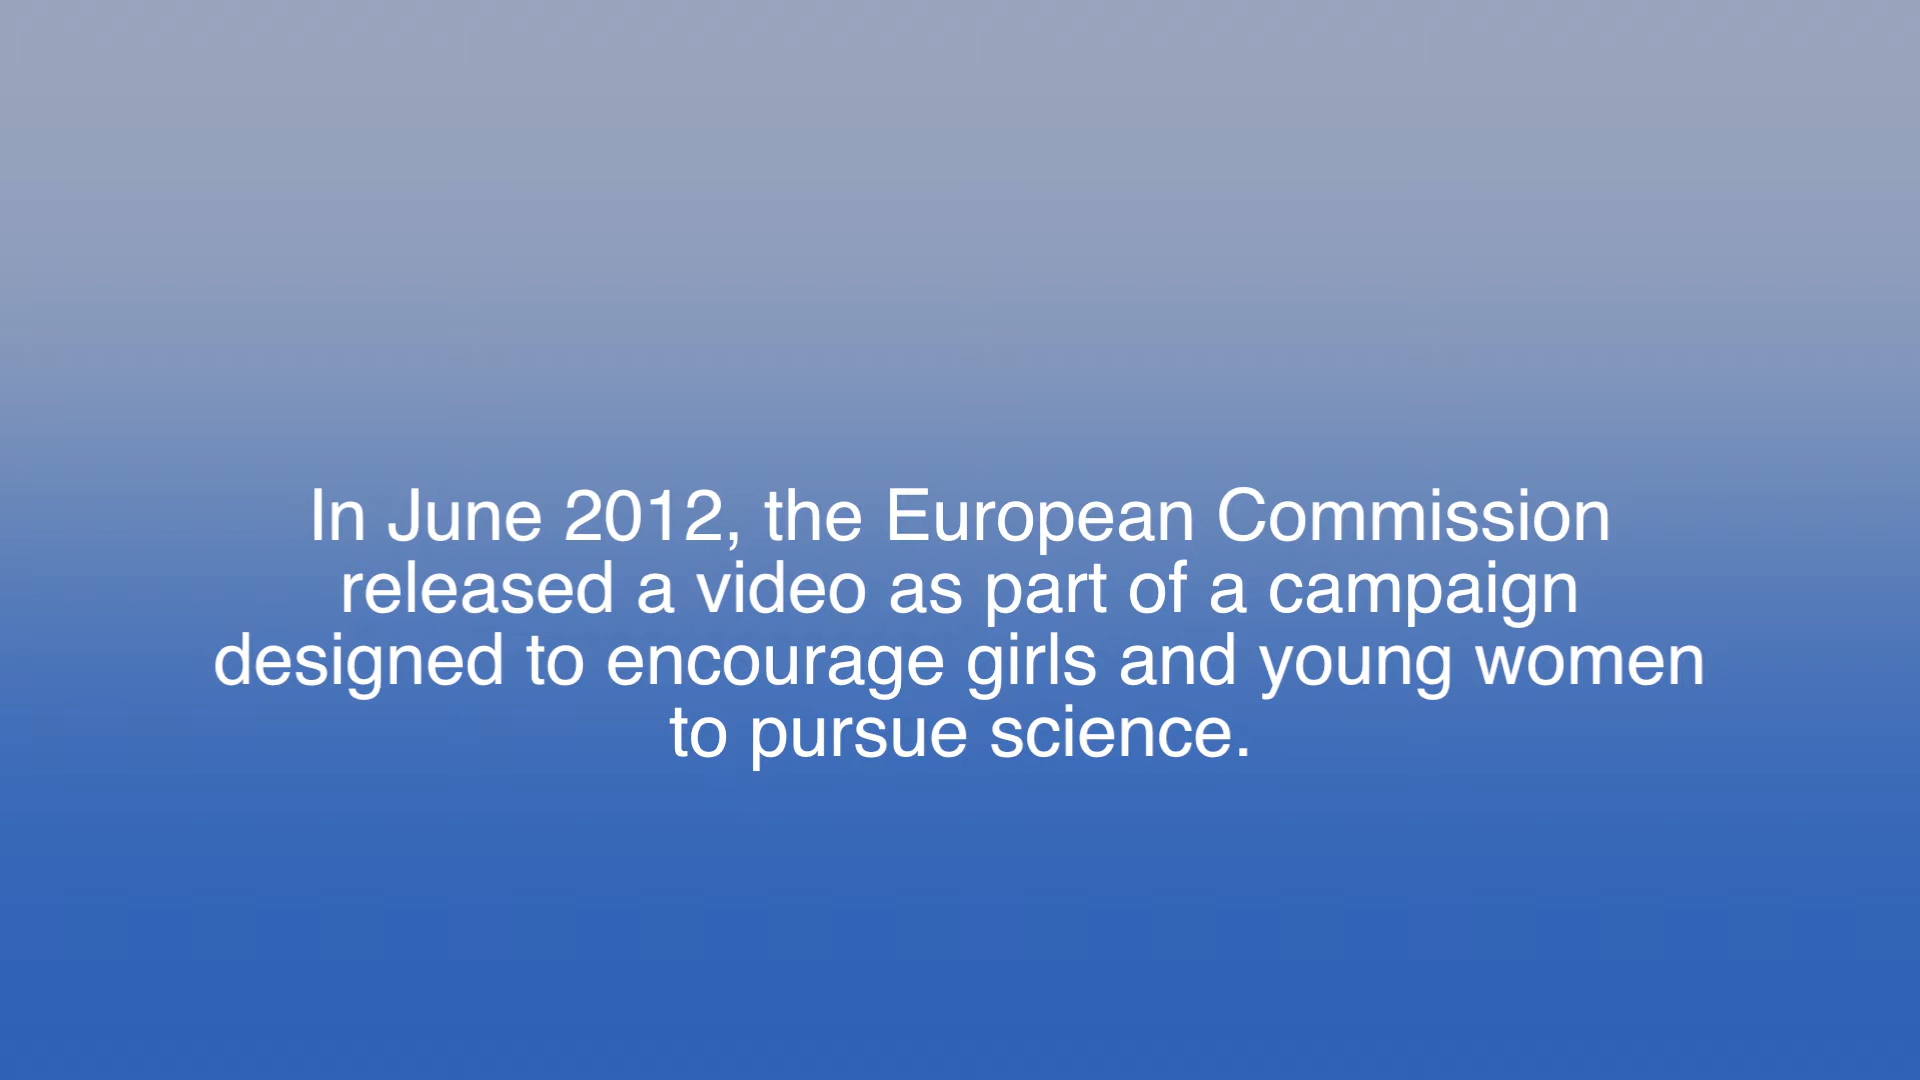 In June 2012, the European Commission
released a video as part of a campaign
designed to encourage girls and young women
to pursue science.